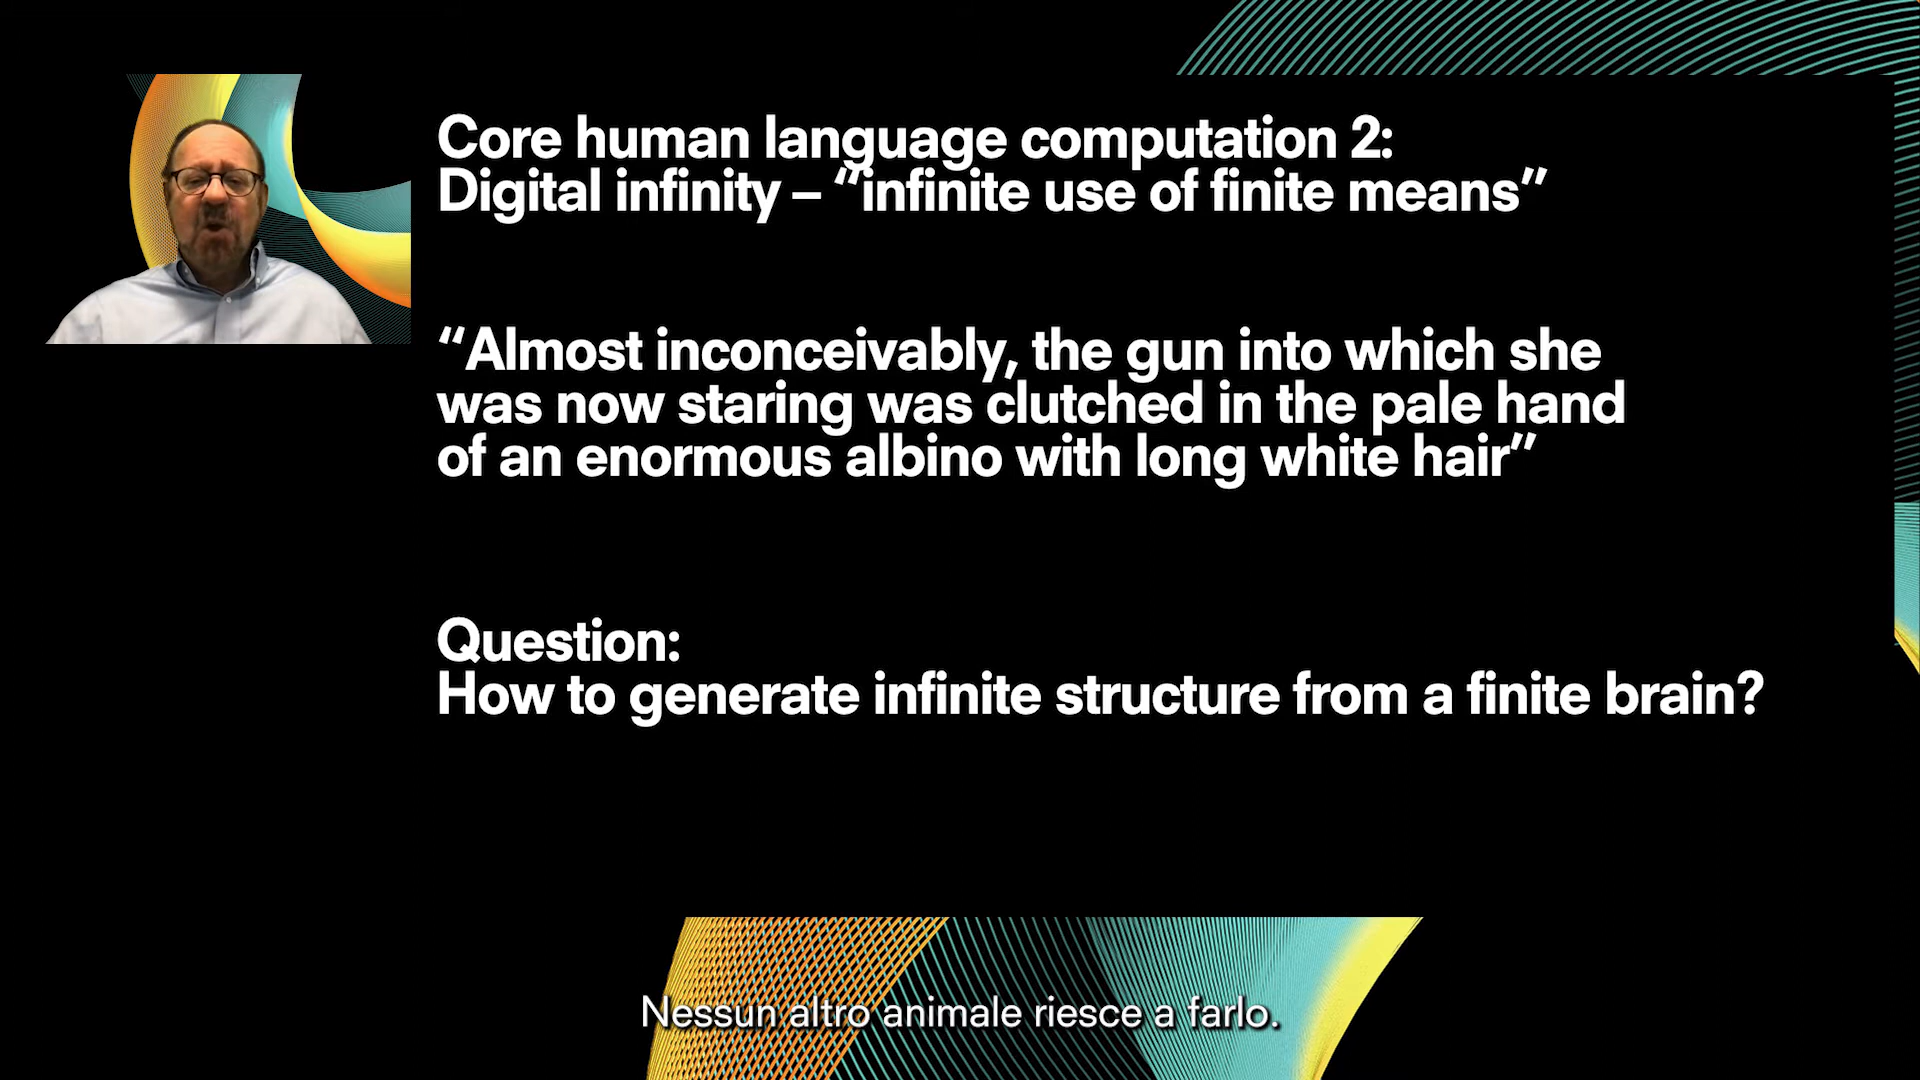 Core human language computation 2:
Digital infinity – “infinite use of finite means”
“Almost inconceivably, the gun into which she
was now staring was clutched in the pale hand
of an enormous albino with long white hair”
Question:
How to generate infinite structure from a finite brain?
Nessun altro animale riesce a farlo.